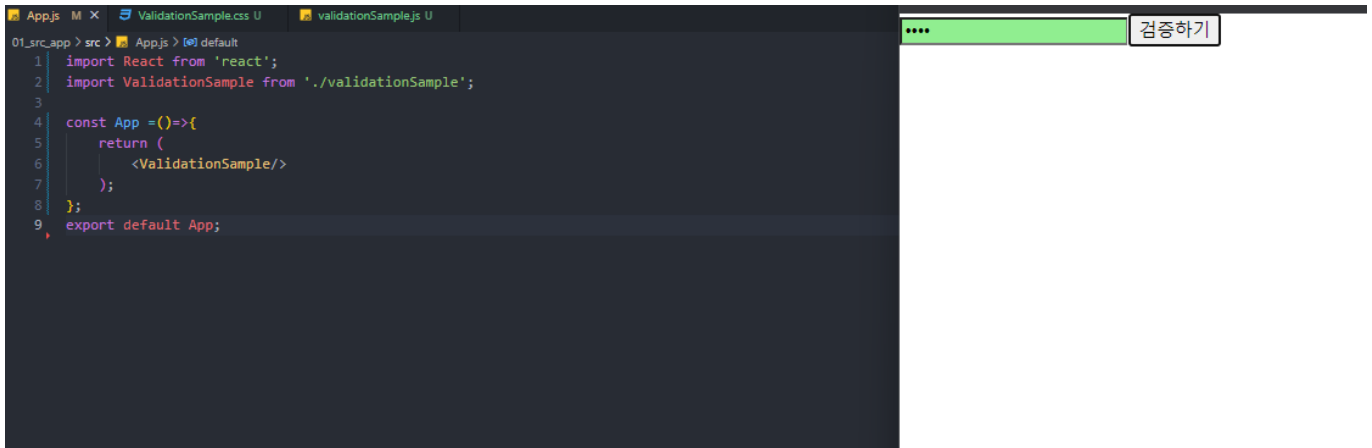 App.js M X ValidationSample.css U validationSample.js U
01_src_app > src > App.js > default
1 import React from 'react';
2 import ValidationSample from './validationSample';
3
4 const App =()=>{
5 return (
6 <ValidationSample/>
7 );
8 };
9 export default App;
•••• 검증하기